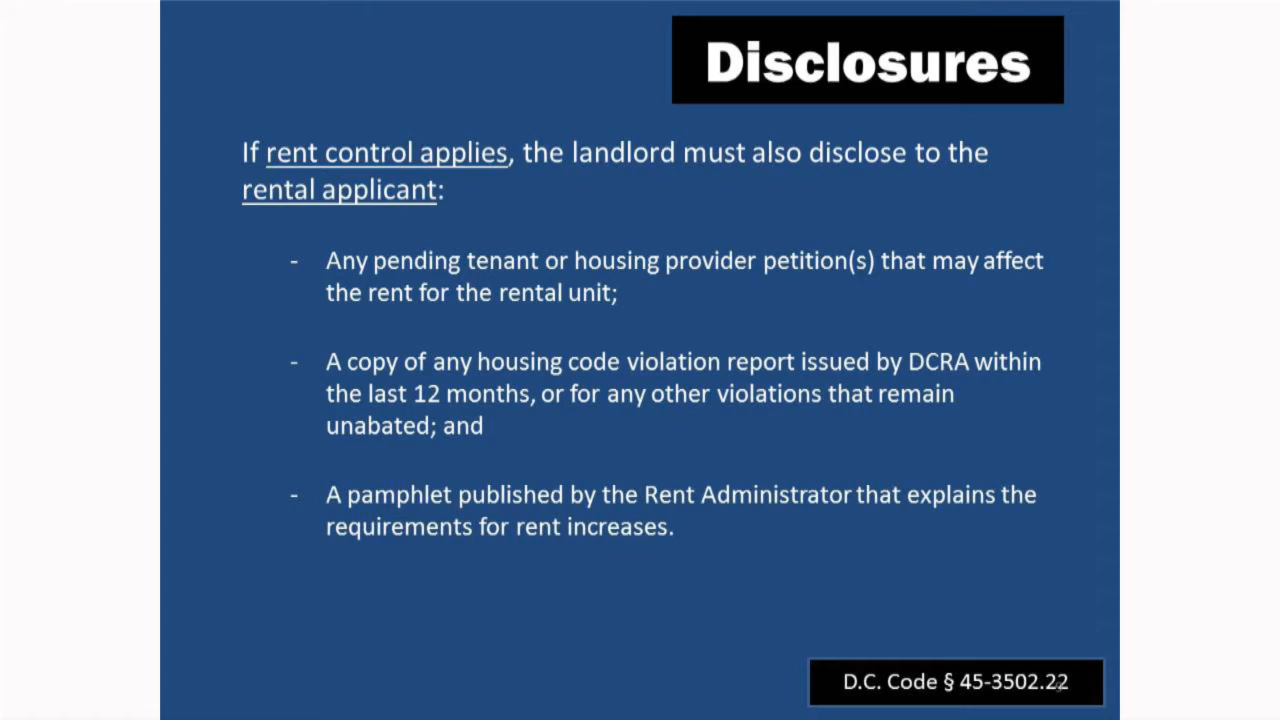 Disclosures
If rent control applies, the landlord must also disclose to the
rental applicant:
- Any pending tenant or housing provider petition(s) that may affect
the rent for the rental unit;
- A copy of any housing code violation report issued by DCRA within
the last 12 months, or for any other violations that remain
unabated; and
- A pamphlet published by the Rent Administrator that explains the
requirements for rent increases.
D.C. Code § 45-3502.22